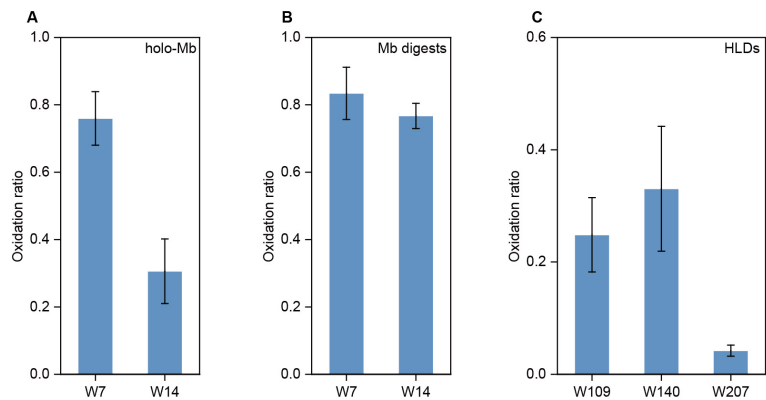 A
holo-Mb
Oxidation ratio
1.0
0.8
0.6
0.4
0.2
0.0
W7 W14
B
Mb digests
Oxidation ratio
1.0
0.8
0.6
0.4
0.2
0.0
W7 W14
C
HLDs
Oxidation ratio
0.6
0.4
0.2
0.0
W109 W140 W207